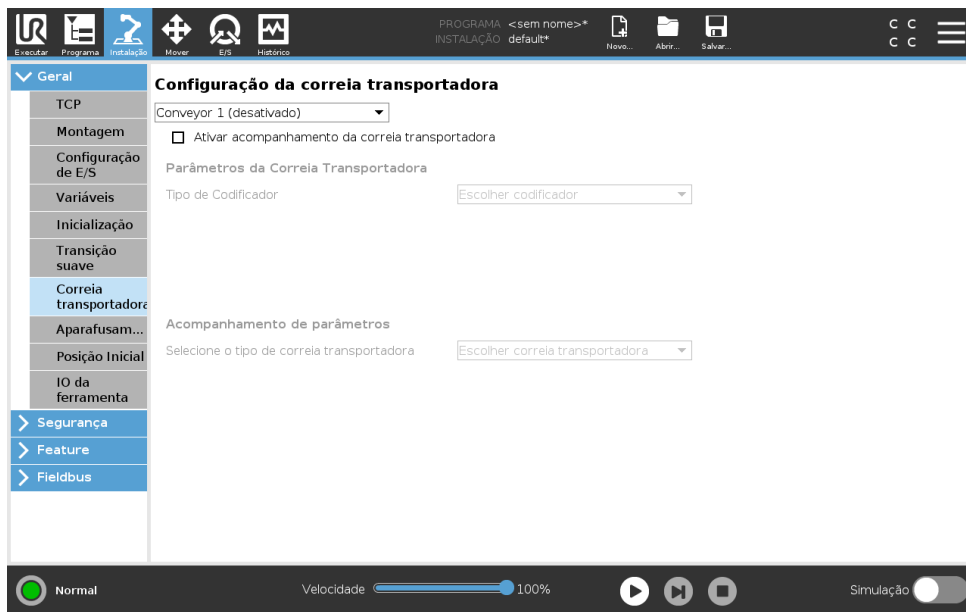 UR
Executar Programa Instalação Mover E/S Histórico
PROGRAMA <sem nome>*
INSTALAÇÃO default*
Novo... Abrir... Salvar...
C C
C C
Geral
TCP
Montagem
Configuração
de E/S
Variáveis
Inicialização
Transição
suave
Correia
transportadora
Aparafusam...
Posição Inicial
IO da
ferramenta
Segurança
Feature
Fieldbus
Configuração da correia transportadora
Conveyor 1 (desativado)
Ativar acompanhamento da correia transportadora
Parâmetros da Correia Transportadora
Tipo de Codificador Escolher codificador
Acompanhamento de parâmetros
Selecione o tipo de correia transportadora Escolher correia transportadora
Normal Velocidade 100% Simulação